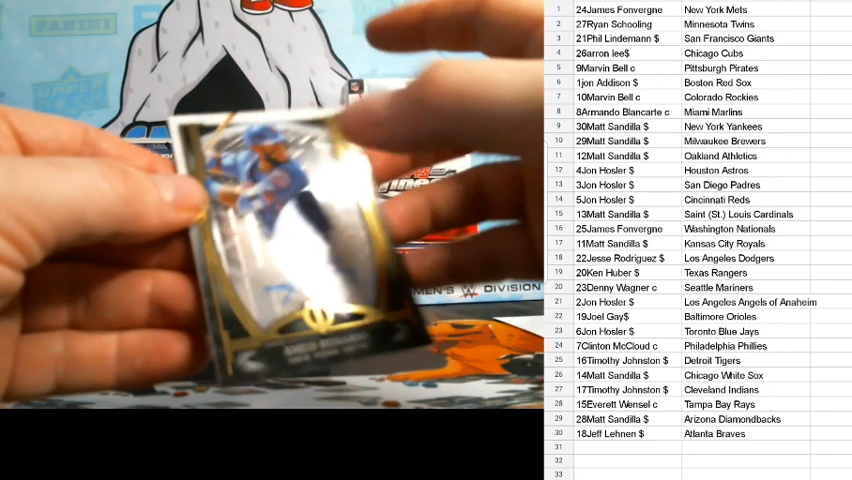 PANINI
UPPER DECK
MEN'S W DIVISION
1 24James Fonvergne New York Mets
2 27Ryan Schooling Minnesota Twins
3 21Phil Lindemann $ San Francisco Giants
4 26arron lee$ Chicago Cubs
5 9Marvin Bell c Pittsburgh Pirates
6 1jon Addison $ Boston Red Sox
7 10Marvin Bell c Colorado Rockies
8 8Armando Blancarte c Miami Marlins
9 30Matt Sandilla $ New York Yankees
10 29Matt Sandilla $ Milwaukee Brewers
11 12Matt Sandilla $ Oakland Athletics
12 4Jon Hosler $ Houston Astros
13 3Jon Hosler $ San Diego Padres
14 5Jon Hosler $ Cincinnati Reds
15 13Matt Sandilla $ Saint (St.) Louis Cardinals
16 25James Fonvergne Washington Nationals
17 11Matt Sandilla $ Kansas City Royals
18 22Jesse Rodriguez $ Los Angeles Dodgers
19 20Ken Huber $ Texas Rangers
20 23Denny Wagner c Seattle Mariners
21 2Jon Hosler $ Los Angeles Angels of Anaheim
22 19Joel Gay$ Baltimore Orioles
23 6Jon Hosler $ Toronto Blue Jays
24 7Clinton McCloud c Philadelphia Phillies
25 16Timothy Johnston $ Detroit Tigers
26 14Matt Sandilla $ Chicago White Sox
27 17Timothy Johnston $ Cleveland Indians
28 15Everett Wensel c Tampa Bay Rays
29 28Matt Sandilla $ Arizona Diamondbacks
30 18Jeff Lehnen $ Atlanta Braves
31
32
33